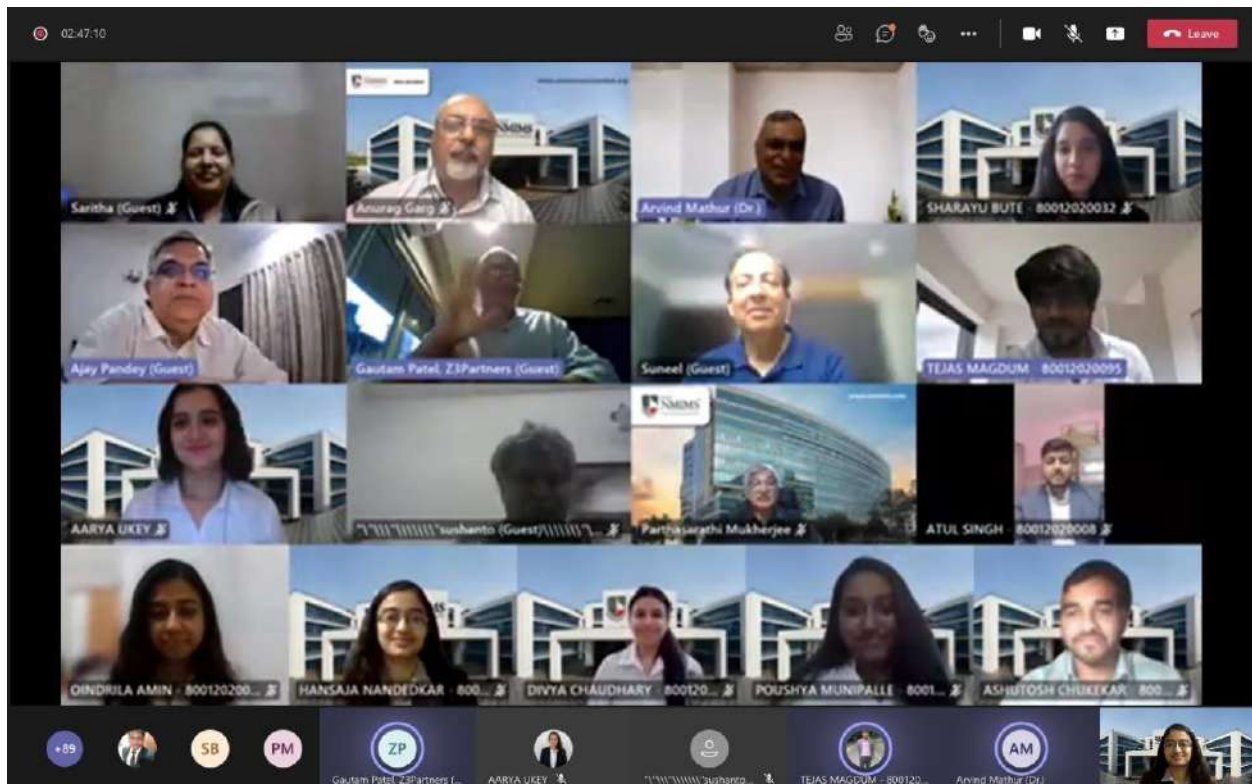 02:47:10
Leave
Saritha (Guest)
Anurag Garg
Arvind Mathur (Dr.)
SHARAYU BUTE - 80012020032
NMIMS
Ajay Pandey (Guest)
Gautam Patel, Z3Partners (Guest)
Suneel (Guest)
TEJAS MAGDUM - 80012020095
NMIMS
AARYA UKEY
sushanto (Guest)
Parthasarathi Mukherjee
ATUL SINGH - 80012020008
OINDRILA AMIN - 800120200...
HANSAJA NANDEDKAR - 800...
DIVYA CHAUDHARY - 800120...
POUSHYA MUNIPALLE - 8001...
ASHUTOSH CHUKEKAR - 800...
+89
SB
PM
ZP
AM
Gautam Patel, Z3Partners (...
AARYA UKEY
sushanto...
TEJAS MAGDUM - 800120...
Arvind Mathur (Dr.)